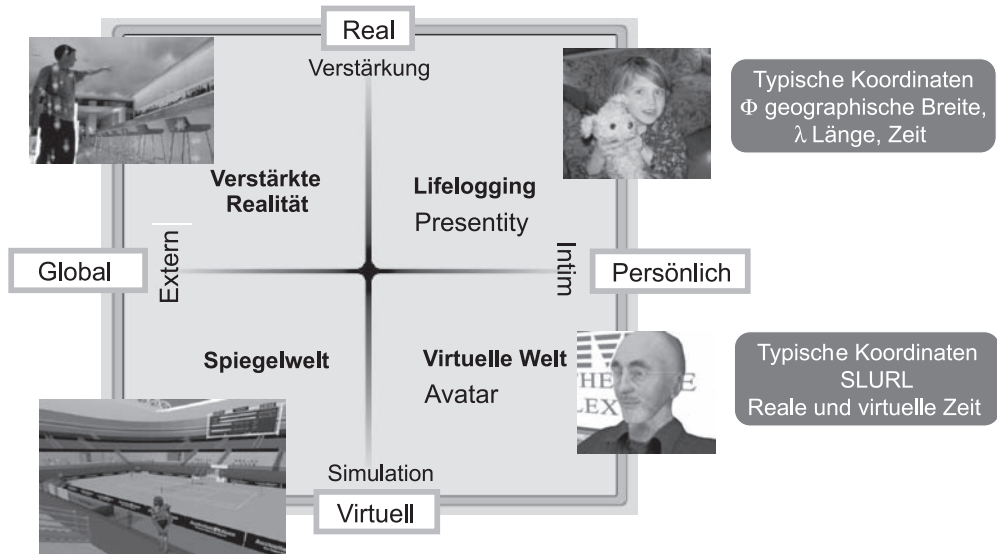 Real
Verstärkung
Typische Koordinaten
Φ geographische Breite,
λ Länge, Zeit
Verstärkte
Realität
Lifelogging
Presentity
Global
Extern
Intim
Persönlich
Spiegelwelt
Virtuelle Welt
Avatar
Typische Koordinaten
SLURL
Reale und virtuelle Zeit
Simulation
Virtuell